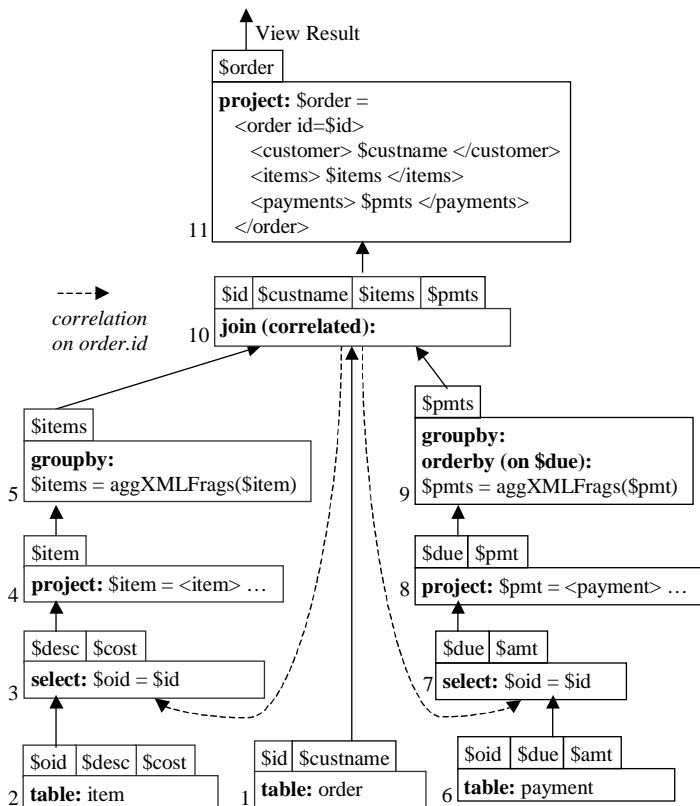 View Result
$order
project: $order =
<order id=$id>
<customer> $custname </customer>
<items> $items </items>
<payments> $pmts </payments>
</order>
11
correlation
on order.id
$id $custname $items $pmts
10 join (correlated):
$items
groupby:
$items = aggXMLFrags($item)
5
$pmts
groupby:
orderby (on $due):
$pmts = aggXMLFrags($pmt)
9
$item
4 project: $item = <item> …
$due $pmt
8 project: $pmt = <payment> …
$desc $cost
3 select: $oid = $id
$due $amt
7 select: $oid = $id
$oid $desc $cost
2 table: item
$id $custname
1 table: order
$oid $due $amt
6 table: payment